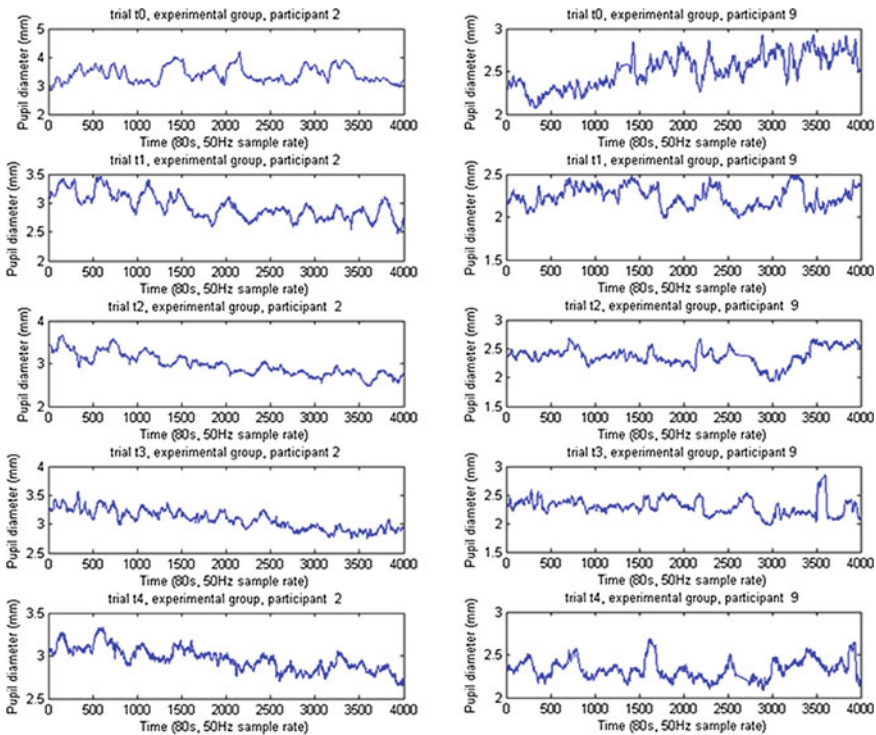 trial t0, experimental group, participant 2
Pupil diameter (mm)
5
4
3
2
0 500 1000 1500 2000 2500 3000 3500 4000
Time (80s, 50Hz sample rate)
trial t0, experimental group, participant 9
Pupil diameter (mm)
3
2.5
2
0 500 1000 1500 2000 2500 3000 3500 4000
Time (80s, 50Hz sample rate)
trial t1, experimental group, participant 2
Pupil diameter (mm)
3.5
3
2.5
2
0 500 1000 1500 2000 2500 3000 3500 4000
Time (80s, 50Hz sample rate)
trial t1, experimental group, participant 9
Pupil diameter (mm)
2.5
2
1.5
0 500 1000 1500 2000 2500 3000 3500 4000
Time (80s, 50Hz sample rate)
trial t2, experimental group, participant 2
Pupil diameter (mm)
4
3
2
0 500 1000 1500 2000 2500 3000 3500 4000
Time (80s, 50Hz sample rate)
trial t2, experimental group, participant 9
Pupil diameter (mm)
3
2.5
2
1.5
0 500 1000 1500 2000 2500 3000 3500 4000
Time (80s, 50Hz sample rate)
trial t3, experimental group, participant 2
Pupil diameter (mm)
4
3.5
3
2.5
0 500 1000 1500 2000 2500 3000 3500 4000
Time (80s, 50Hz sample rate)
trial t3, experimental group, participant 9
Pupil diameter (mm)
3
2.5
2
1.5
0 500 1000 1500 2000 2500 3000 3500 4000
Time (80s, 50Hz sample rate)
trial t4, experimental group, participant 2
Pupil diameter (mm)
3.5
3
2.5
0 500 1000 1500 2000 2500 3000 3500 4000
Time (80s, 50Hz sample rate)
trial t4, experimental group, participant 9
Pupil diameter (mm)
3
2.5
2
0 500 1000 1500 2000 2500 3000 3500 4000
Time (80s, 50Hz sample rate)